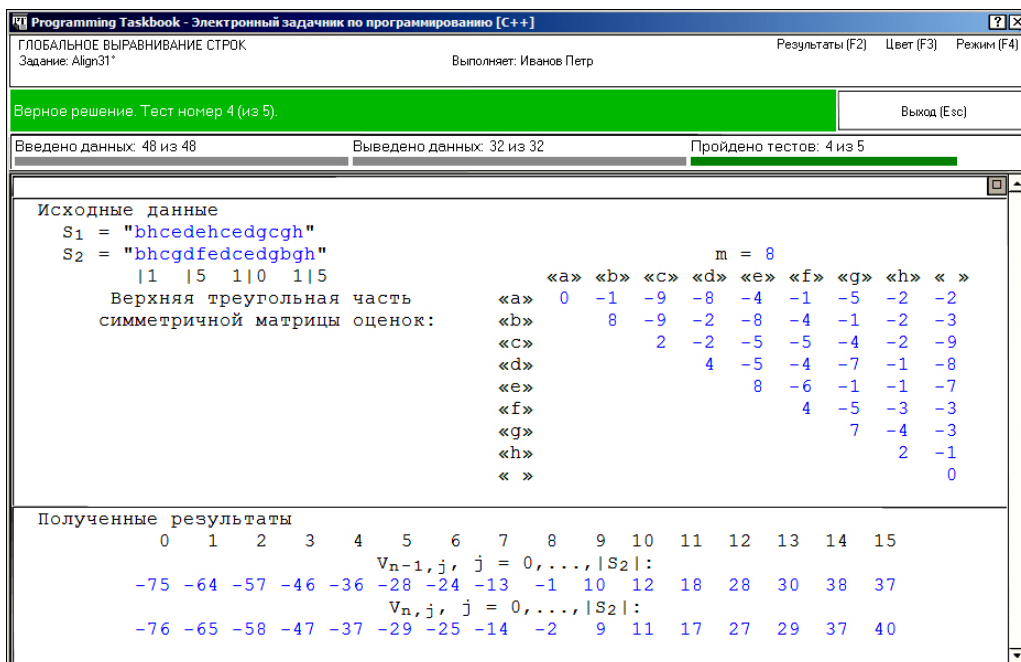 Programming Taskbook - Электронный задачник по программированию [C++]
ГЛОБАЛЬНОЕ ВЫРАВНИВАНИЕ СТРОК
Результаты (F2) Цвет (F3) Режим (F4)
Задание: Align31*
Выполняет: Иванов Петр
Верное решение. Тест номер 4 (из 5).
Выход (Esc)
Введено данных: 48 из 48
Выведено данных: 32 из 32
Пройдено тестов: 4 из 5
Исходные данные
S1 = "bhcedehcedgcgh"
S2 = "bhcgdfedcedgbgh" m = 8
|1 |5 1|0 1|5 «a» «b» «c» «d» «e» «f» «g» «h» « »
Верхняя треугольная часть «a» 0 -1 -9 -8 -4 -1 -5 -2 -2
симметричной матрицы оценок: «b» 8 -9 -2 -8 -4 -1 -2 -3
«c» 2 -2 -5 -5 -4 -2 -9
«d» 4 -5 -4 -7 -1 -8
«e» 8 -6 -1 -1 -7
«f» 4 -5 -3 -3
«g» 7 -4 -3
«h» 2 -1
« » 0
Полученные результаты
0 1 2 3 4 5 6 7 8 9 10 11 12 13 14 15
Vn-1,j, j = 0,...,|S2|:
-75 -64 -57 -46 -36 -28 -24 -13 -1 10 12 18 28 30 38 37
Vn,j, j = 0,...,|S2|:
-76 -65 -58 -47 -37 -29 -25 -14 -2 9 11 17 27 29 37 40